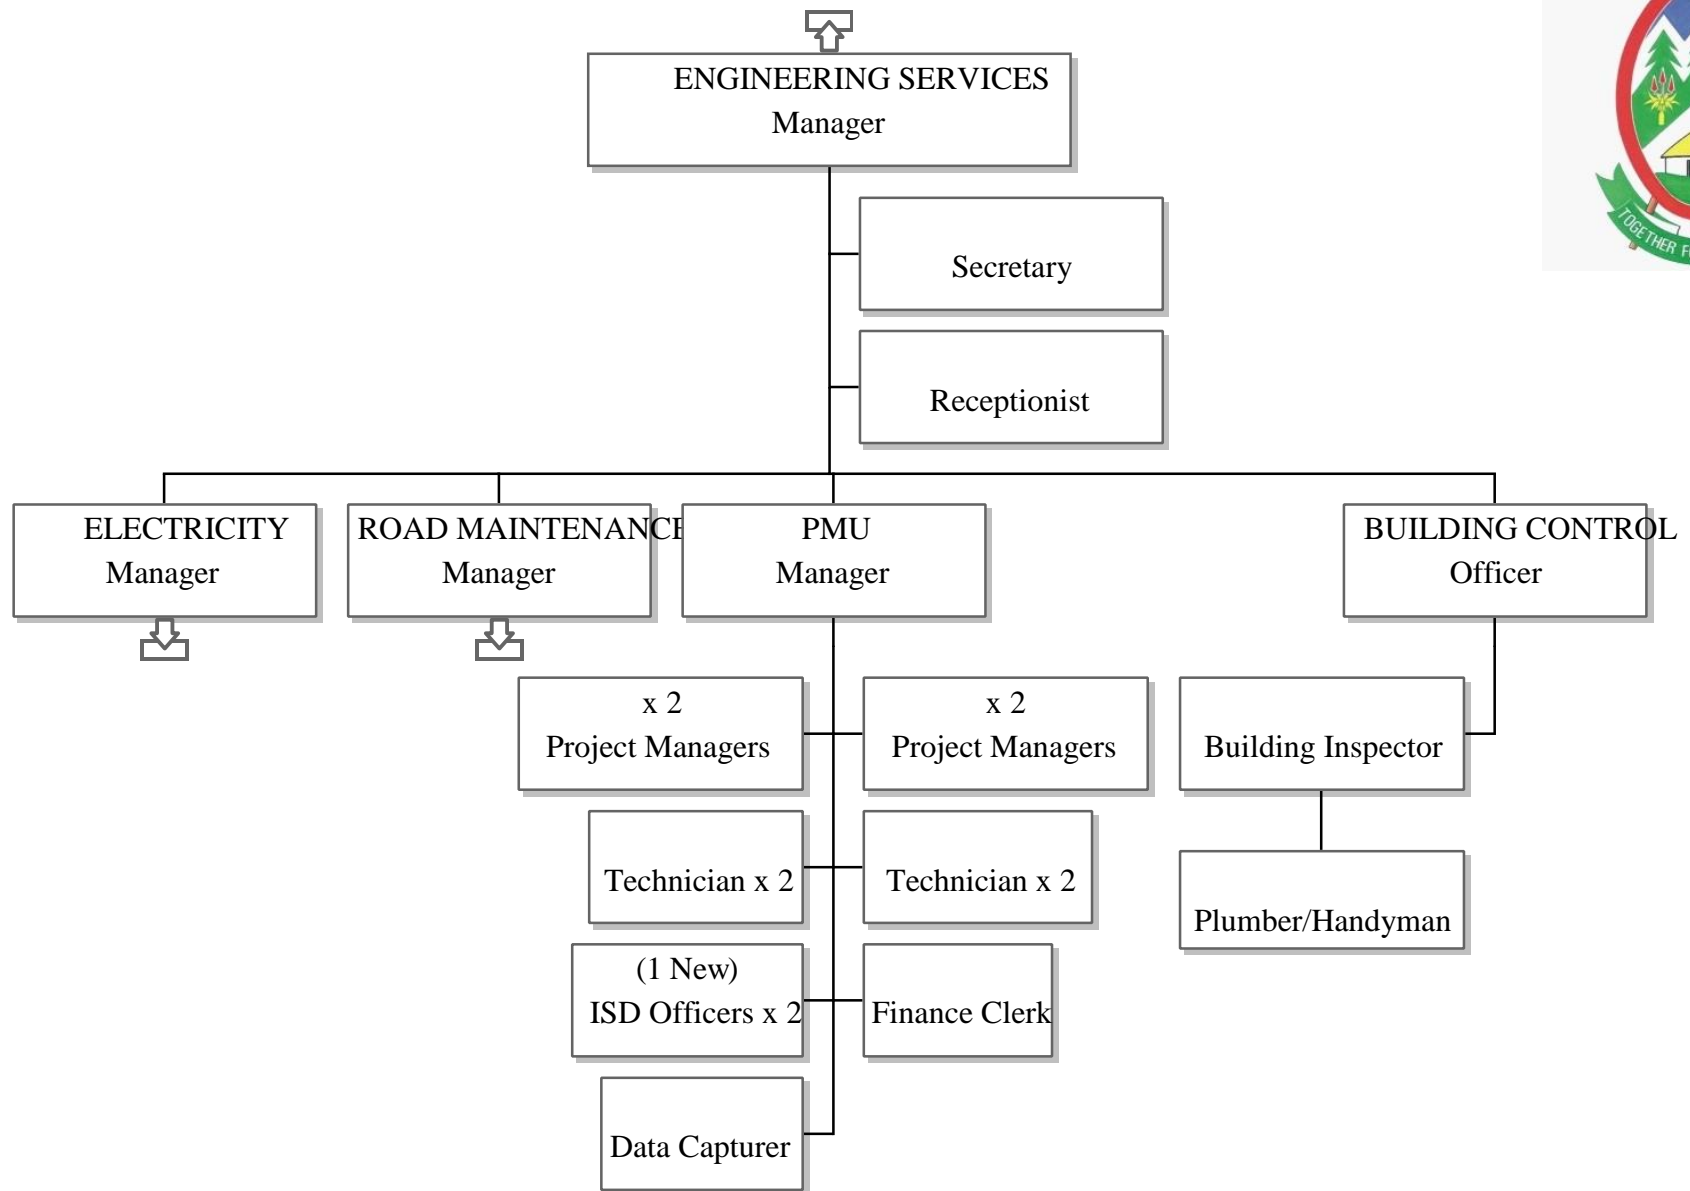 ENGINEERING SERVICES
Manager
Secretary
Receptionist
ELECTRICITY
Manager
ROAD MAINTENANCE
Manager
PMU
Manager
BUILDING CONTROL
Officer
x 2
Project Managers
x 2
Project Managers
Building Inspector
Technician x 2
Technician x 2
Plumber/Handyman
(1 New)
ISD Officers x 2
Finance Clerk
Data Capturer
TOGETHER